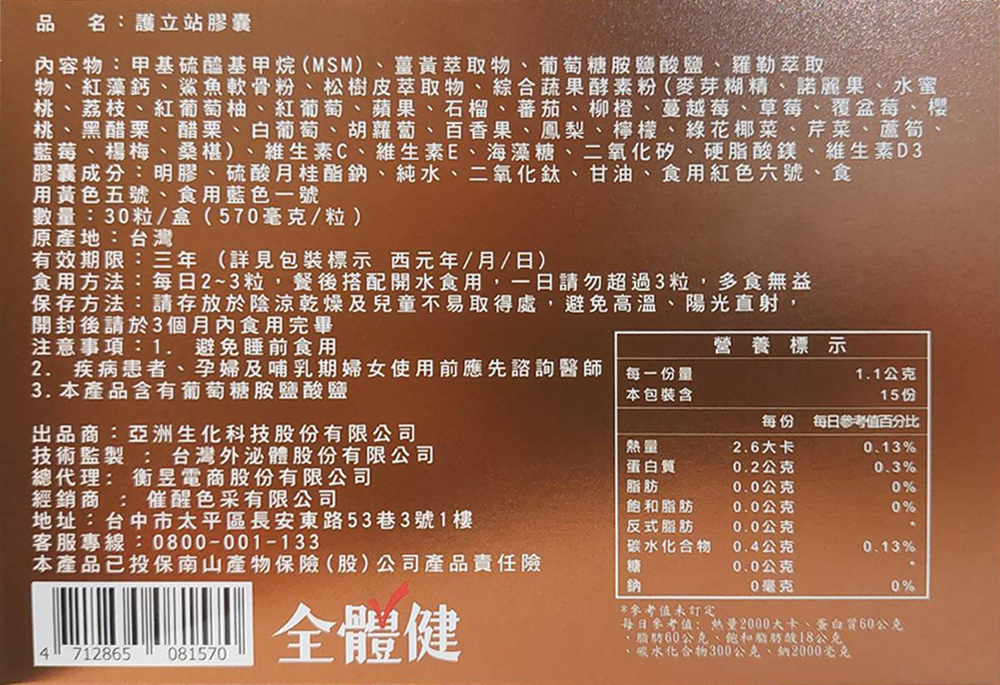 品　名：護立站膠囊
內容物：甲基硫醯基甲烷(MSM)、薑黃萃取物、葡萄糖胺鹽酸鹽、羅勒萃取
物、紅藻鈣、鯊魚軟骨粉、松樹皮萃取物、綜合蔬果酵素粉(麥芽糊精、諾麗果、水蜜
桃、荔枝、紅葡萄柚、紅葡萄、蘋果、石榴、番茄、柳橙、蔓越莓、草莓、覆盆莓、櫻
桃、黑醋栗、醋栗、白葡萄、胡蘿蔔、百香果、鳳梨、檸檬、綠花椰菜、芹菜、蘆筍、
藍莓、楊梅、桑椹)、維生素C、維生素E、海藻糖、二氧化矽、硬脂酸鎂、維生素D3
膠囊成分：明膠、硫酸月桂酯鈉、純水、二氧化鈦、甘油、食用紅色六號、食
用黃色五號、食用藍色一號
數量：30粒/盒（570毫克/粒）
原產地：台灣
有效期限：三年（詳見包裝標示 西元年/月/日）
食用方法：每日2~3粒，餐後搭配開水食用，一日請勿超過3粒，多食無益
保存方法：請存放於陰涼乾燥及兒童不易取得處，避免高溫、陽光直射，
開封後請於3個月內食用完畢
注意事項：1. 避免睡前食用
2. 疾病患者、孕婦及哺乳期婦女使用前應先諮詢醫師
3.本產品含有葡萄糖胺鹽酸鹽
出品商：亞洲生化科技股份有限公司
技術監製：台灣外泌體股份有限公司
總代理：衡昱電商股份有限公司
經銷商：催醒色采有限公司
地址：台中市太平區長安東路53巷3號1樓
客服專線：0800-001-133
本產品已投保南山產物保險(股)公司產品責任險
4 712865 081570
全體健
營養標示
每一份量 1.1公克
本包裝含 15份
每份 每日參考值百分比
熱量 2.6大卡 0.13%
蛋白質 0.2公克 0.3%
脂肪 0.0公克 0%
飽和脂肪 0.0公克 0%
反式脂肪 0.0公克 *
碳水化合物 0.4公克 0.13%
糖 0.0公克 *
鈉 0毫克 0%
*參考值未訂定
每日參考值：熱量2000大卡、蛋白質60公克
、脂肪60公克、飽和脂肪酸18公克
、碳水化合物300公克、鈉2000毫克